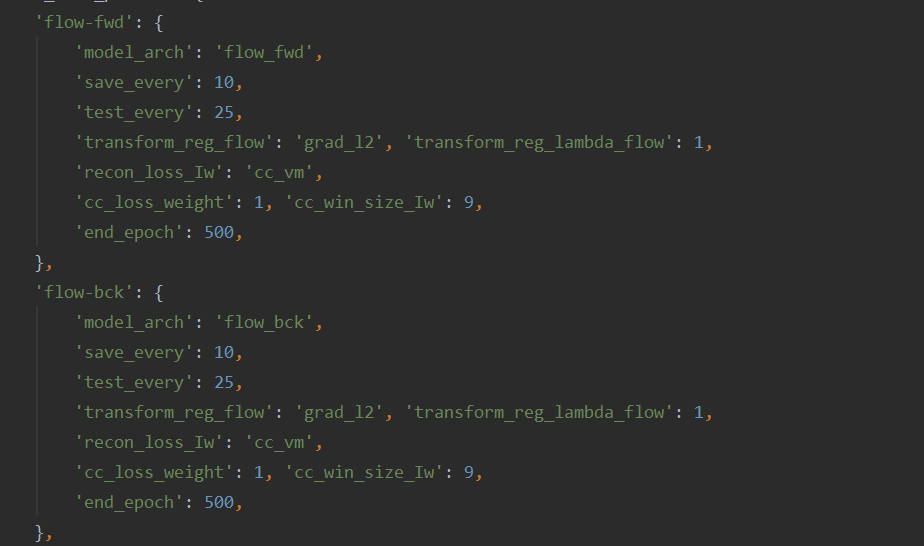 'flow-fwd': {
'model_arch': 'flow_fwd',
'save_every': 10,
'test_every': 25,
'transform_reg_flow': 'grad_l2', 'transform_reg_lambda_flow': 1,
'recon_loss_Iw': 'cc_vm',
'cc_loss_weight': 1, 'cc_win_size_Iw': 9,
'end_epoch': 500,
},
'flow-bck': {
'model_arch': 'flow_bck',
'save_every': 10,
'test_every': 25,
'transform_reg_flow': 'grad_l2', 'transform_reg_lambda_flow': 1,
'recon_loss_Iw': 'cc_vm',
'cc_loss_weight': 1, 'cc_win_size_Iw': 9,
'end_epoch': 500,
},